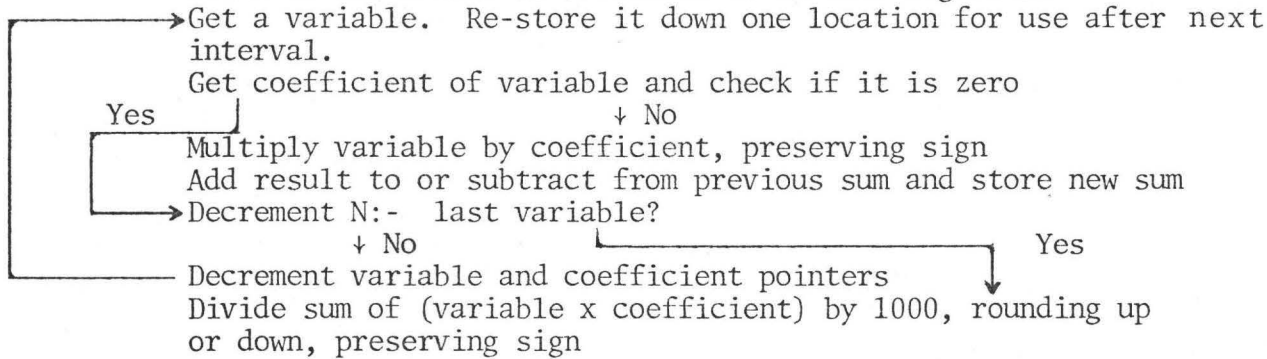 Get a variable. Re-store it down one location for use after next
interval.
Get coefficient of variable and check if it is zero
Yes ↓ No
Multiply variable by coefficient, preserving sign
Add result to or subtract from previous sum and store new sum
Decrement N:- last variable?
↓ No Yes
Decrement variable and coefficient pointers
Divide sum of (variable x coefficient) by 1000, rounding up
or down, preserving sign